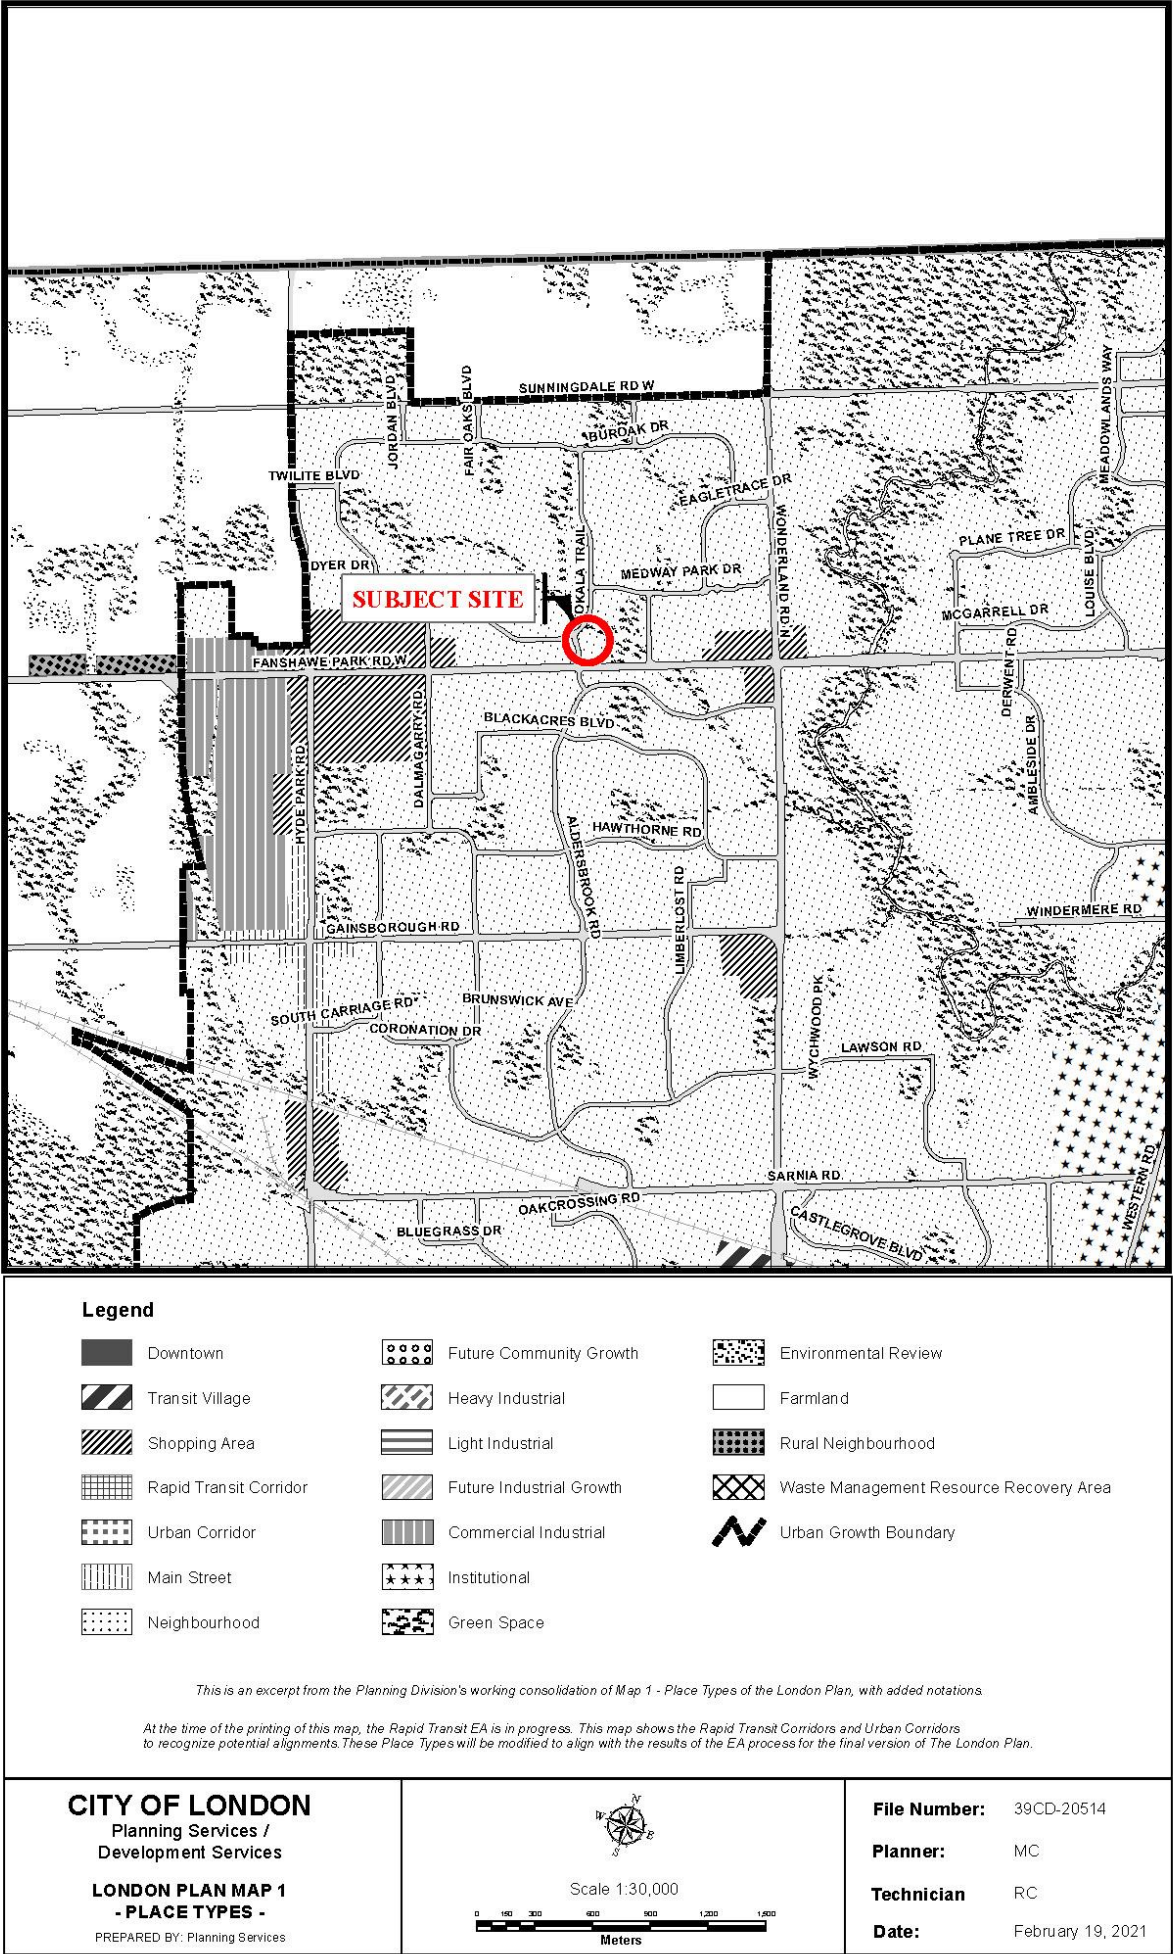 SUNNINGDALE RD W
JORDAN BLVD
FAIR OAKS BLVD
BUROAK DR
MEADOWLANDS WAY
TWILITE BLVD
EAGLETRACE DR
WONDERLAND RD N
PLANE TREE DR
LOUISE BLVD
DYER DR
TOKALA TRAIL
MEDWAY PARK DR
SUBJECT SITE
MCGARRELL DR
DERWENT RD
FANSHAWE PARK RD W
BLACKACRES BLVD
DALMAGARRY RD
HYDE PARK RD
AMBLESIDE DR
ALDERSBROOK RD
HAWTHORNE RD
LIMBERLOST RD
WINDERMERE RD
GAINSBOROUGH RD
SOUTH CARRIAGE RD
BRUNSWICK AVE
CORONATION DR
WYCHWOOD PK
LAWSON RD
SARNIA RD
WESTERN RD
OAKCROSSING RD
BLUEGRASS DR
CASTLEGROVE BLVD
Legend
Downtown
Transit Village
Shopping Area
Rapid Transit Corridor
Urban Corridor
Main Street
Neighbourhood
Future Community Growth
Heavy Industrial
Light Industrial
Future Industrial Growth
Commercial Industrial
Institutional
Green Space
Environmental Review
Farmland
Rural Neighbourhood
Waste Management Resource Recovery Area
Urban Growth Boundary
This is an excerpt from the Planning Division's working consolidation of Map 1 - Place Types of the London Plan, with added notations.
At the time of the printing of this map, the Rapid Transit EA is in progress. This map shows the Rapid Transit Corridors and Urban Corridors
to recognize potential alignments. These Place Types will be modified to align with the results of the EA process for the final version of The London Plan.
CITY OF LONDON
Planning Services /
Development Services
LONDON PLAN MAP 1
- PLACE TYPES -
PREPARED BY: Planning Services
N
W
E
S
Scale 1:30,000
0 150 300 600 900 1,200 1,500
Meters
File Number: 39CD-20514
Planner: MC
Technician RC
Date: February 19, 2021